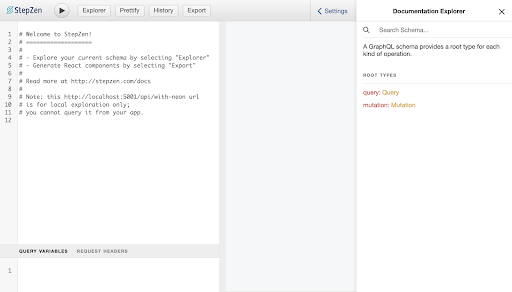 StepZen
Explorer
Prettify
History
Export
Settings
Documentation Explorer
1 # Welcome to StepZen!
2 # ===================
3 #
4 # - Explore your current schema by selecting "Explorer"
5 # - Generate React components by selecting "Export"
6 #
7 # Read more at http://stepzen.com/docs
8 #
9 # Note: this http://localhost:5001/api/with-neon url
10 # is for local exploration only;
11 # you cannot query it from your app.
12
Search Schema...
A GraphQL schema provides a root type for each
kind of operation.
ROOT TYPES
query: Query
mutation: Mutation
QUERY VARIABLES
REQUEST HEADERS
1